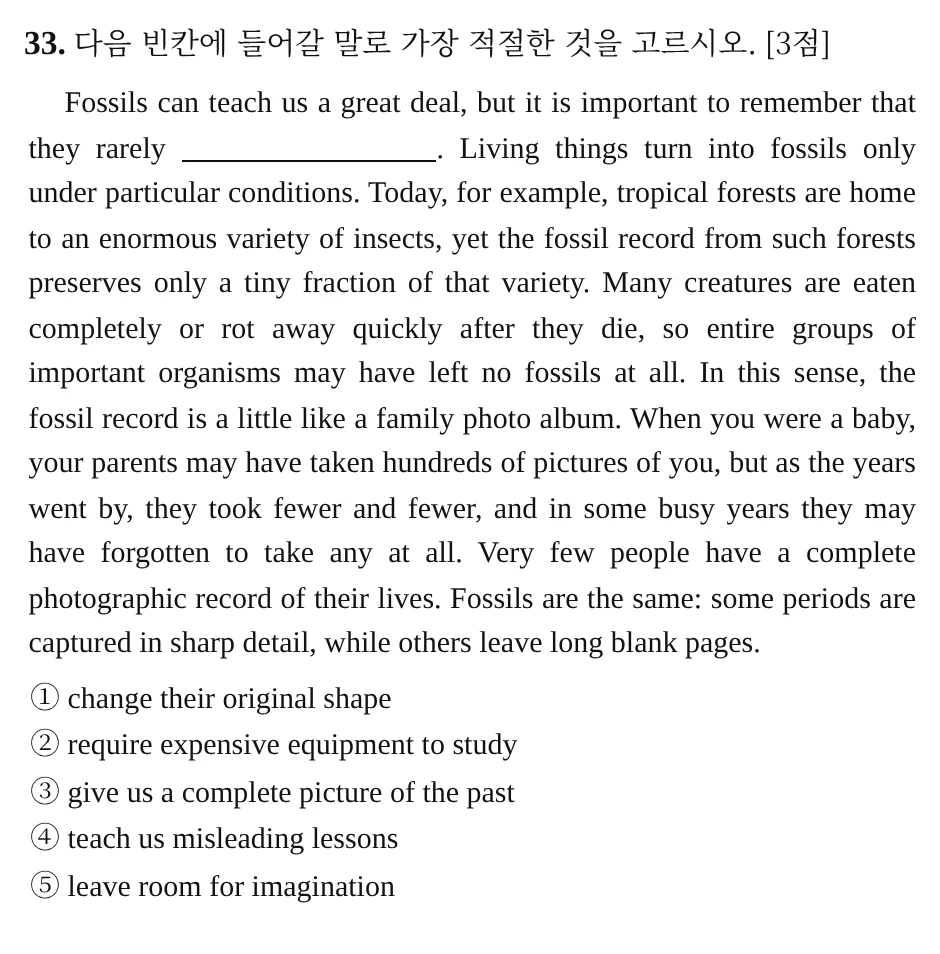 33. 다음 빈칸에 들어갈 말로 가장 적절한 것을 고르시오. [3점]
Fossils can teach us a great deal, but it is important to remember that
they rarely ________________. Living things turn into fossils only
under particular conditions. Today, for example, tropical forests are home
to an enormous variety of insects, yet the fossil record from such forests
preserves only a tiny fraction of that variety. Many creatures are eaten
completely or rot away quickly after they die, so entire groups of
important organisms may have left no fossils at all. In this sense, the
fossil record is a little like a family photo album. When you were a baby,
your parents may have taken hundreds of pictures of you, but as the years
went by, they took fewer and fewer, and in some busy years they may
have forgotten to take any at all. Very few people have a complete
photographic record of their lives. Fossils are the same: some periods are
captured in sharp detail, while others leave long blank pages.
① change their original shape
② require expensive equipment to study
③ give us a complete picture of the past
④ teach us misleading lessons
⑤ leave room for imagination